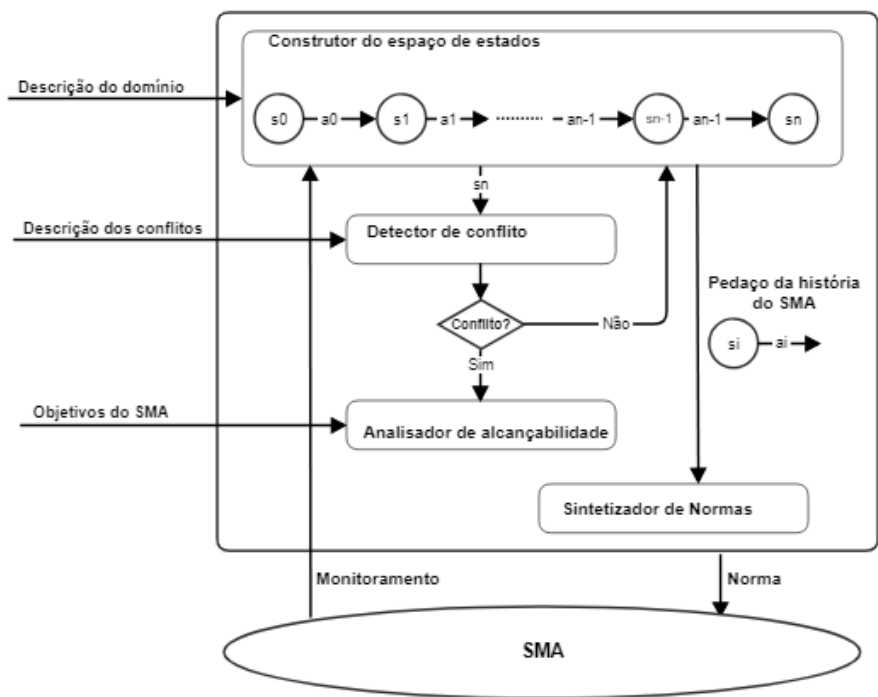 Construtor do espaço de estados
Descrição do domínio
s0 a0 s1 a1 ........ an-1 sn-1 an-1 sn
sn
Descrição dos conflitos
Detector de conflito
Pedaço da história
do SMA
Conflito?
Não
si ai
Sim
Objetivos do SMA
Analisador de alcançabilidade
Sintetizador de Normas
Monitoramento
Norma
SMA